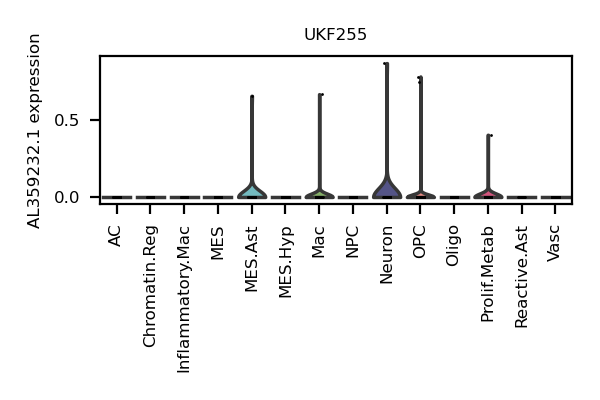 UKF255
AL359232.1 expression
0.5
0.0
AC
Chromatin.Reg
Inflammatory.Mac
MES
MES.Ast
MES.Hyp
Mac
NPC
Neuron
OPC
Oligo
Prolif.Metab
Reactive.Ast
Vasc